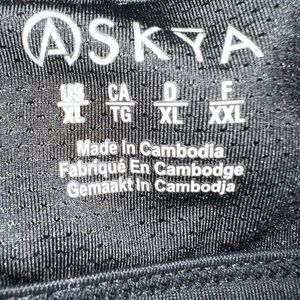 ASKYA
US CA D F
XL TG XL XXL
Made In Cambodia
Fabriqué En Cambodge
Gemaakt In Cambodja